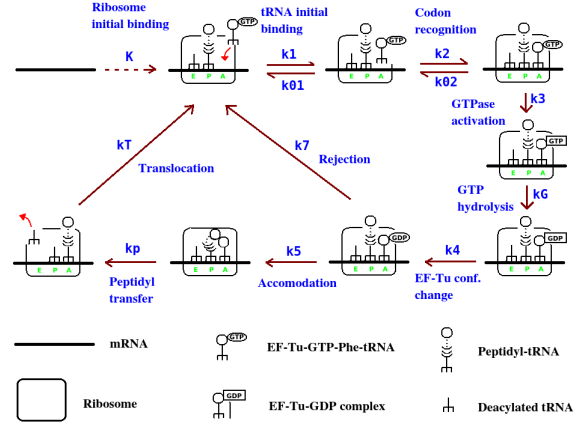 Ribosome
initial binding
K
GTP
E P A
tRNA initial
binding
k1
k01
GTP
E P A
Codon
recognition
k2
k02
GTP
E P A
GTPase
activation
k3
GTP
E P A
GTP
hydrolysis
kG
GDP
E P A
k4
EF-Tu conf.
change
GDP
E P A
k7
Rejection
k5
Accomodation
E P A
kp
Peptidyl
transfer
E P A
kT
Translocation
mRNA
GTP
EF-Tu-GTP-Phe-tRNA
Peptidyl-tRNA
Ribosome
GDP
EF-Tu-GDP complex
Deacylated tRNA